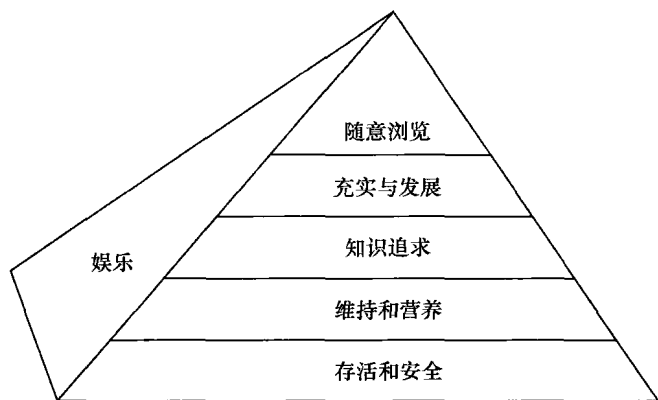 随意浏览
充实与发展
知识追求
娱乐
维持和营养
存活和安全